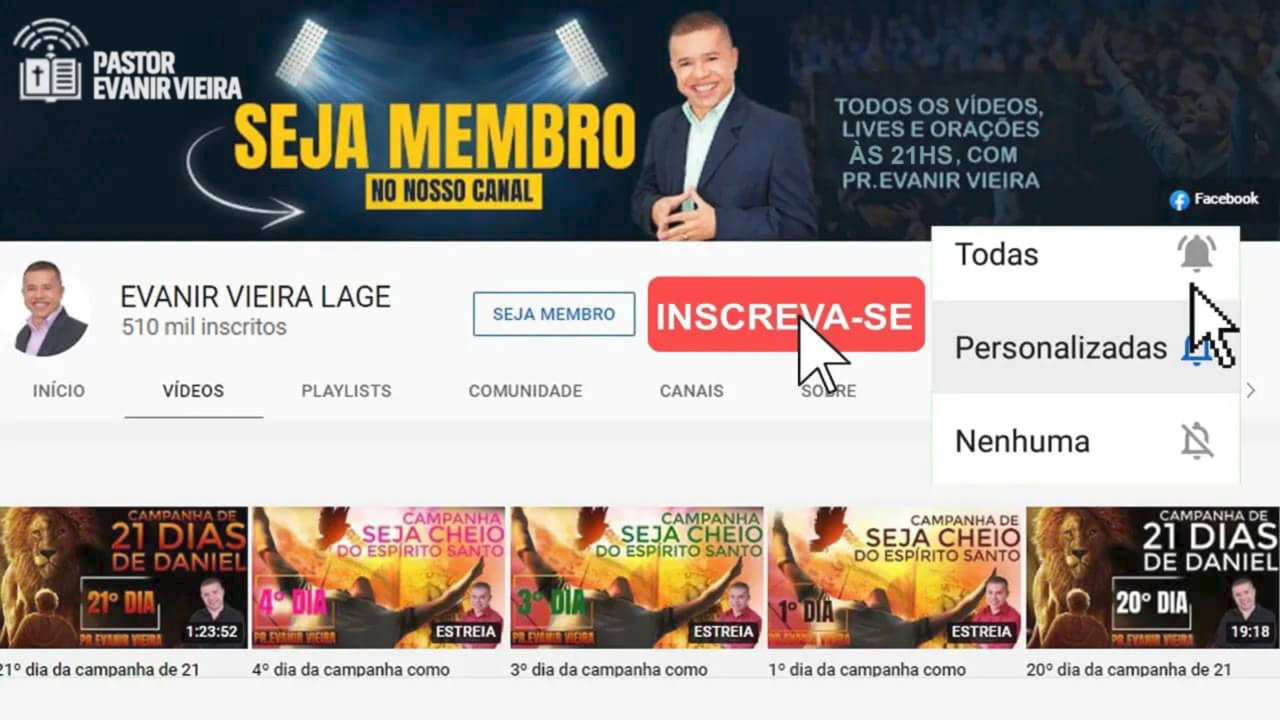 PASTOR
EVANIR VIEIRA
SEJA MEMBRO
NO NOSSO CANAL
TODOS OS VÍDEOS,
LIVES E ORAÇÕES
ÀS 21HS, COM
PR.EVANIR VIEIRA
Facebook
EVANIR VIEIRA LAGE
510 mil inscritos
SEJA MEMBRO
INSCREVA-SE
Todas
Personalizadas
Nenhuma
INÍCIO
VÍDEOS
PLAYLISTS
COMUNIDADE
CANAIS
SOBRE
CAMPANHA DE
21 DIAS
DE DANIEL
21º DIA
PR.EVANIR VIEIRA
1:23:52
21º dia da campanha de 21
CAMPANHA
SEJA CHEIO
DO ESPÍRITO SANTO
4º DIA
PR.EVANIR VIEIRA
ESTREIA
4º dia da campanha como
CAMPANHA
SEJA CHEIO
DO ESPÍRITO SANTO
3º DIA
PR.EVANIR VIEIRA
ESTREIA
3º dia da campanha como
CAMPANHA DE
SEJA CHEIO
DO ESPÍRITO SANTO
1º DIA
ESTREIA
1º dia da campanha como
CAMPANHA DE
21 DIAS
DE DANIEL
20º DIA
PR.EVANIR VIEIRA
19:18
20º dia da campanha de 21